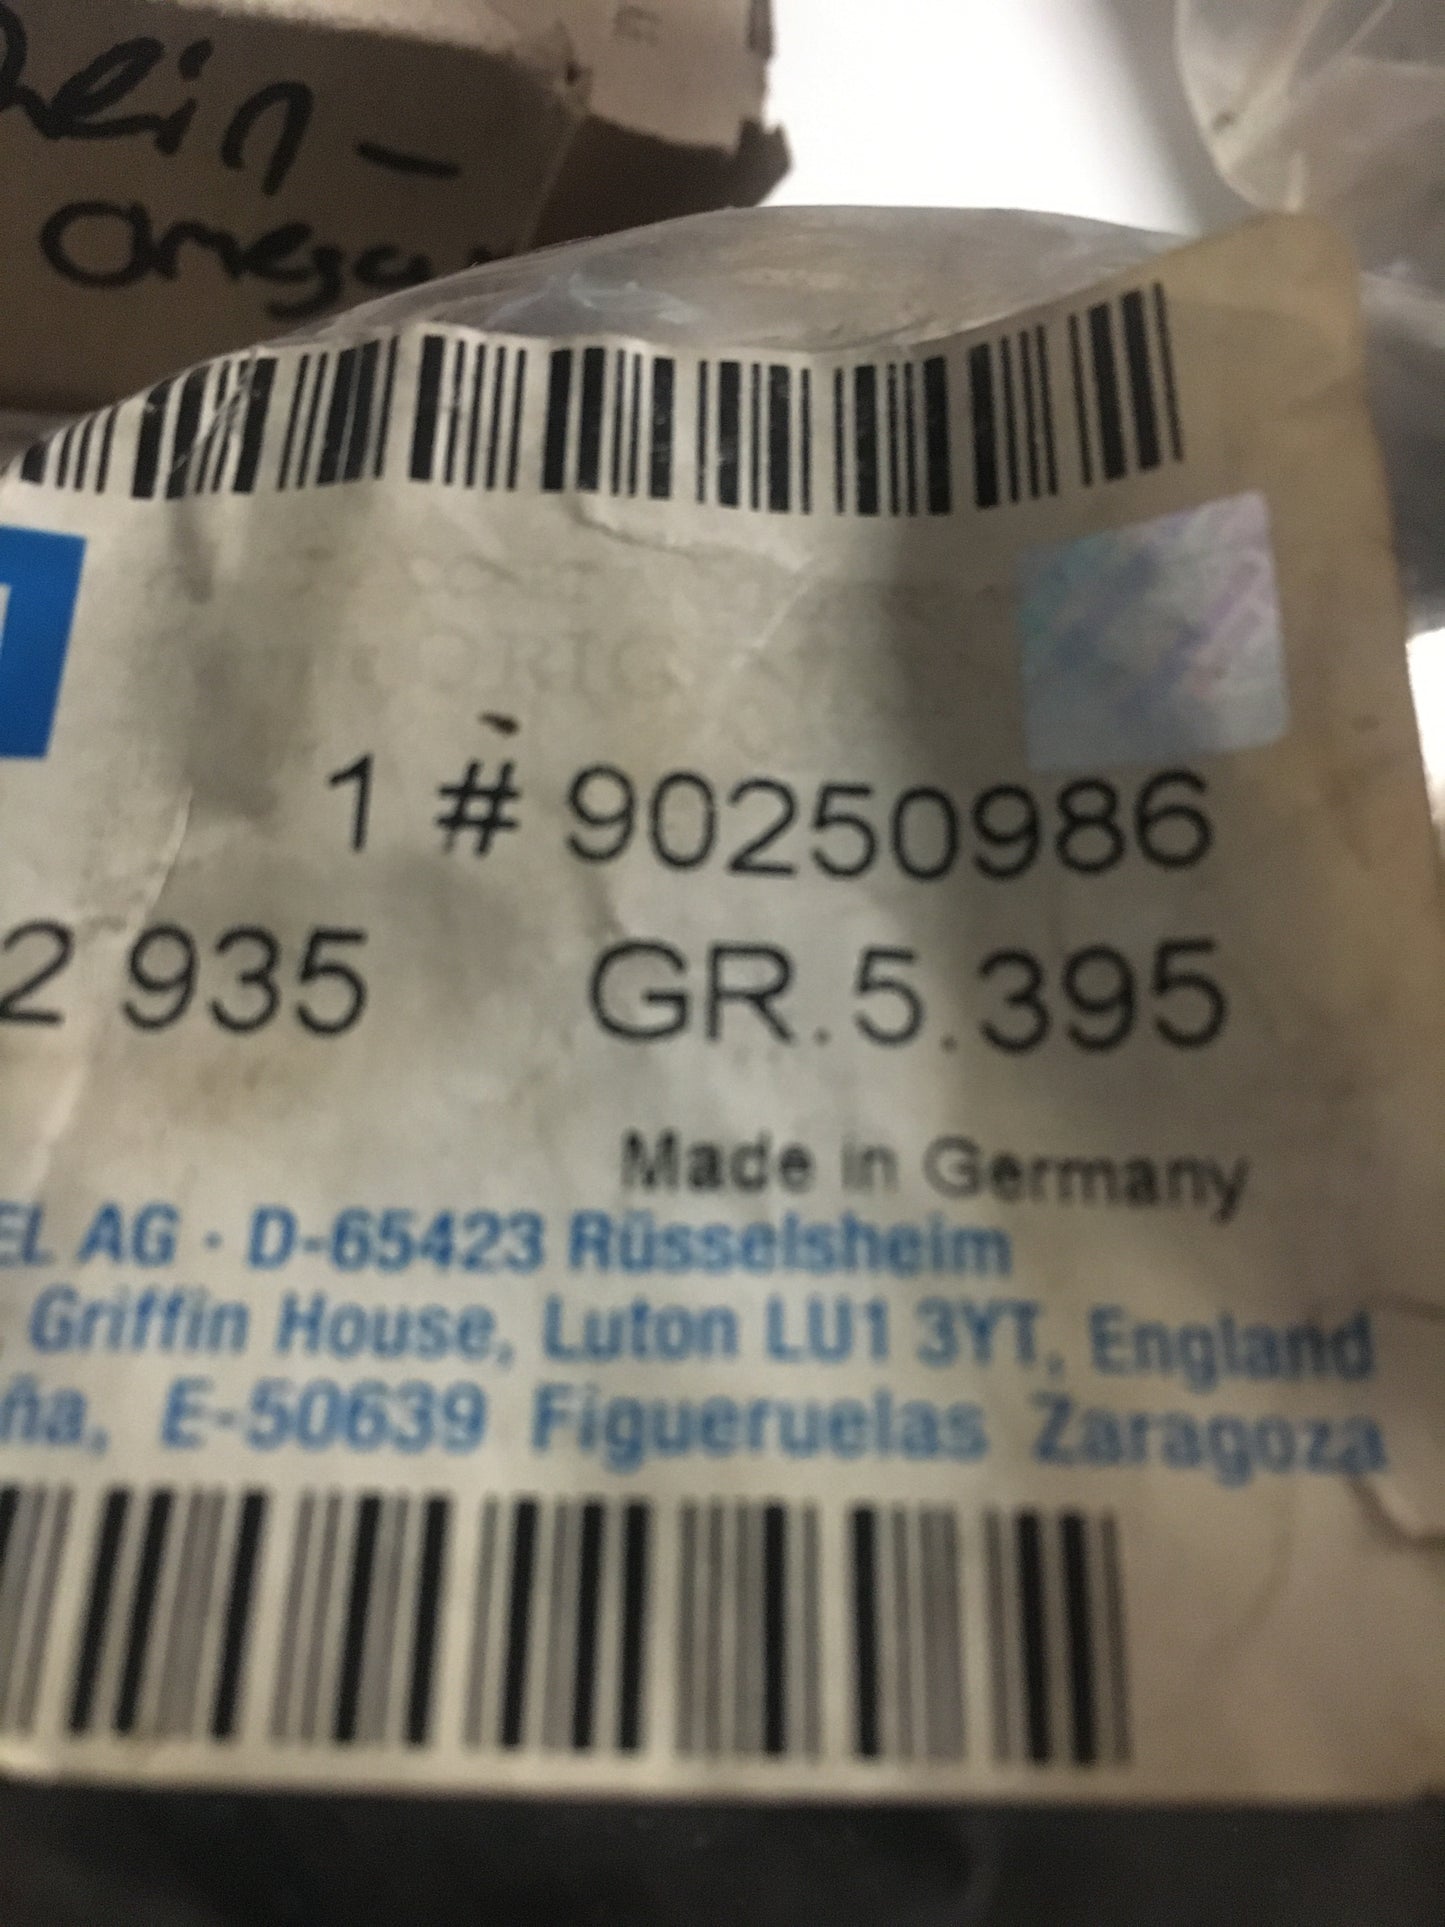 Omega
1 # 90250986
2 935 GR.5.395
Made in Germany
EL AG · D-65423 Rüsselsheim
Griffin House, Luton LU1 3YT, England
ña, E-50639 Figueruelas Zaragoza